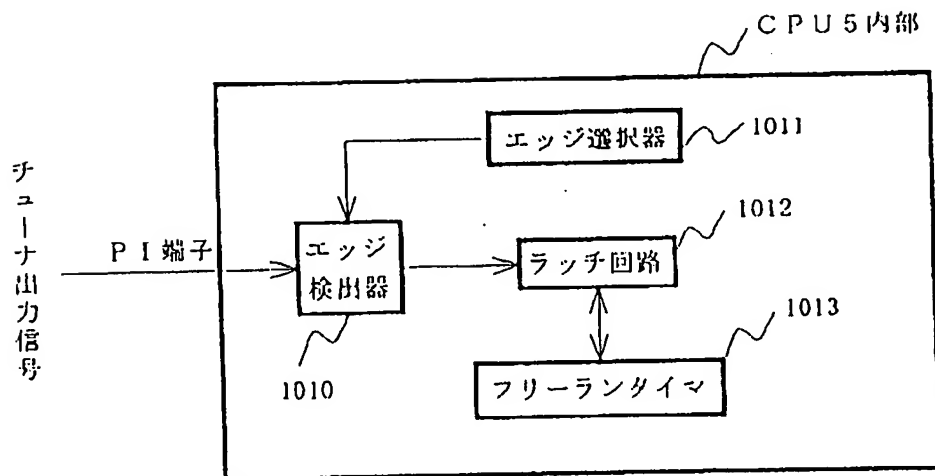 CPU5内部
エッジ選択器
1011
チューナ出力信号
PI端子
エッジ
検出器
1010
ラッチ回路
1012
フリーランタイマ
1013